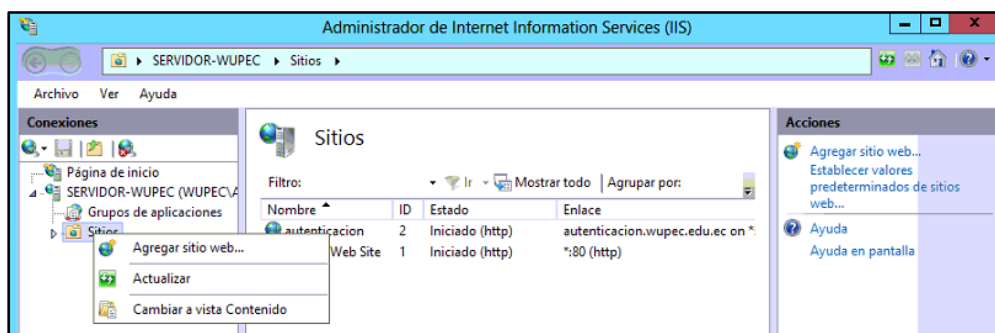 Administrador de Internet Information Services (IIS)
SERVIDOR-WUPEC Sitios
Archivo Ver Ayuda
Conexiones
Página de inicio
SERVIDOR-WUPEC (WUPEC\A
Grupos de aplicaciones
Sitios
Agregar sitio web...
Actualizar
Cambiar a vista Contenido
Sitios
Filtro: Ir Mostrar todo Agrupar por:
Nombre ID Estado Enlace
autenticacion 2 Iniciado (http) autenticacion.wupec.edu.ec on *:
Web Site 1 Iniciado (http) *:80 (http)
Acciones
Agregar sitio web...
Establecer valores
predeterminados de sitios
web...
Ayuda
Ayuda en pantalla